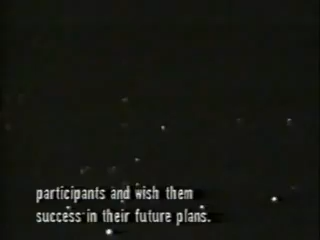 participants and wish them
success in their future plans.